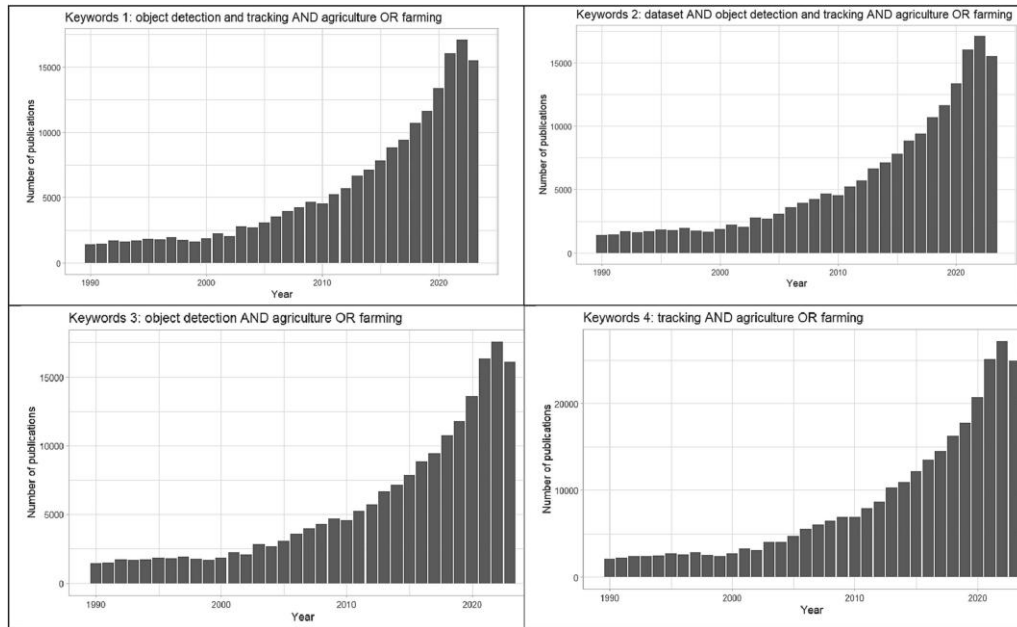 Keywords 1: object detection and tracking AND agriculture OR farming
15000
10000
5000
0
Number of publications
1990
2000
2010
2020
Year
Keywords 2: dataset AND object detection and tracking AND agriculture OR farming
15000
10000
5000
0
Number of publications
1990
2000
2010
2020
Year
Keywords 3: object detection AND agriculture OR farming
15000
10000
5000
0
Number of publications
1990
2000
2010
2020
Year
Keywords 4: tracking AND agriculture OR farming
20000
10000
0
Number of publications
1990
2000
2010
2020
Year